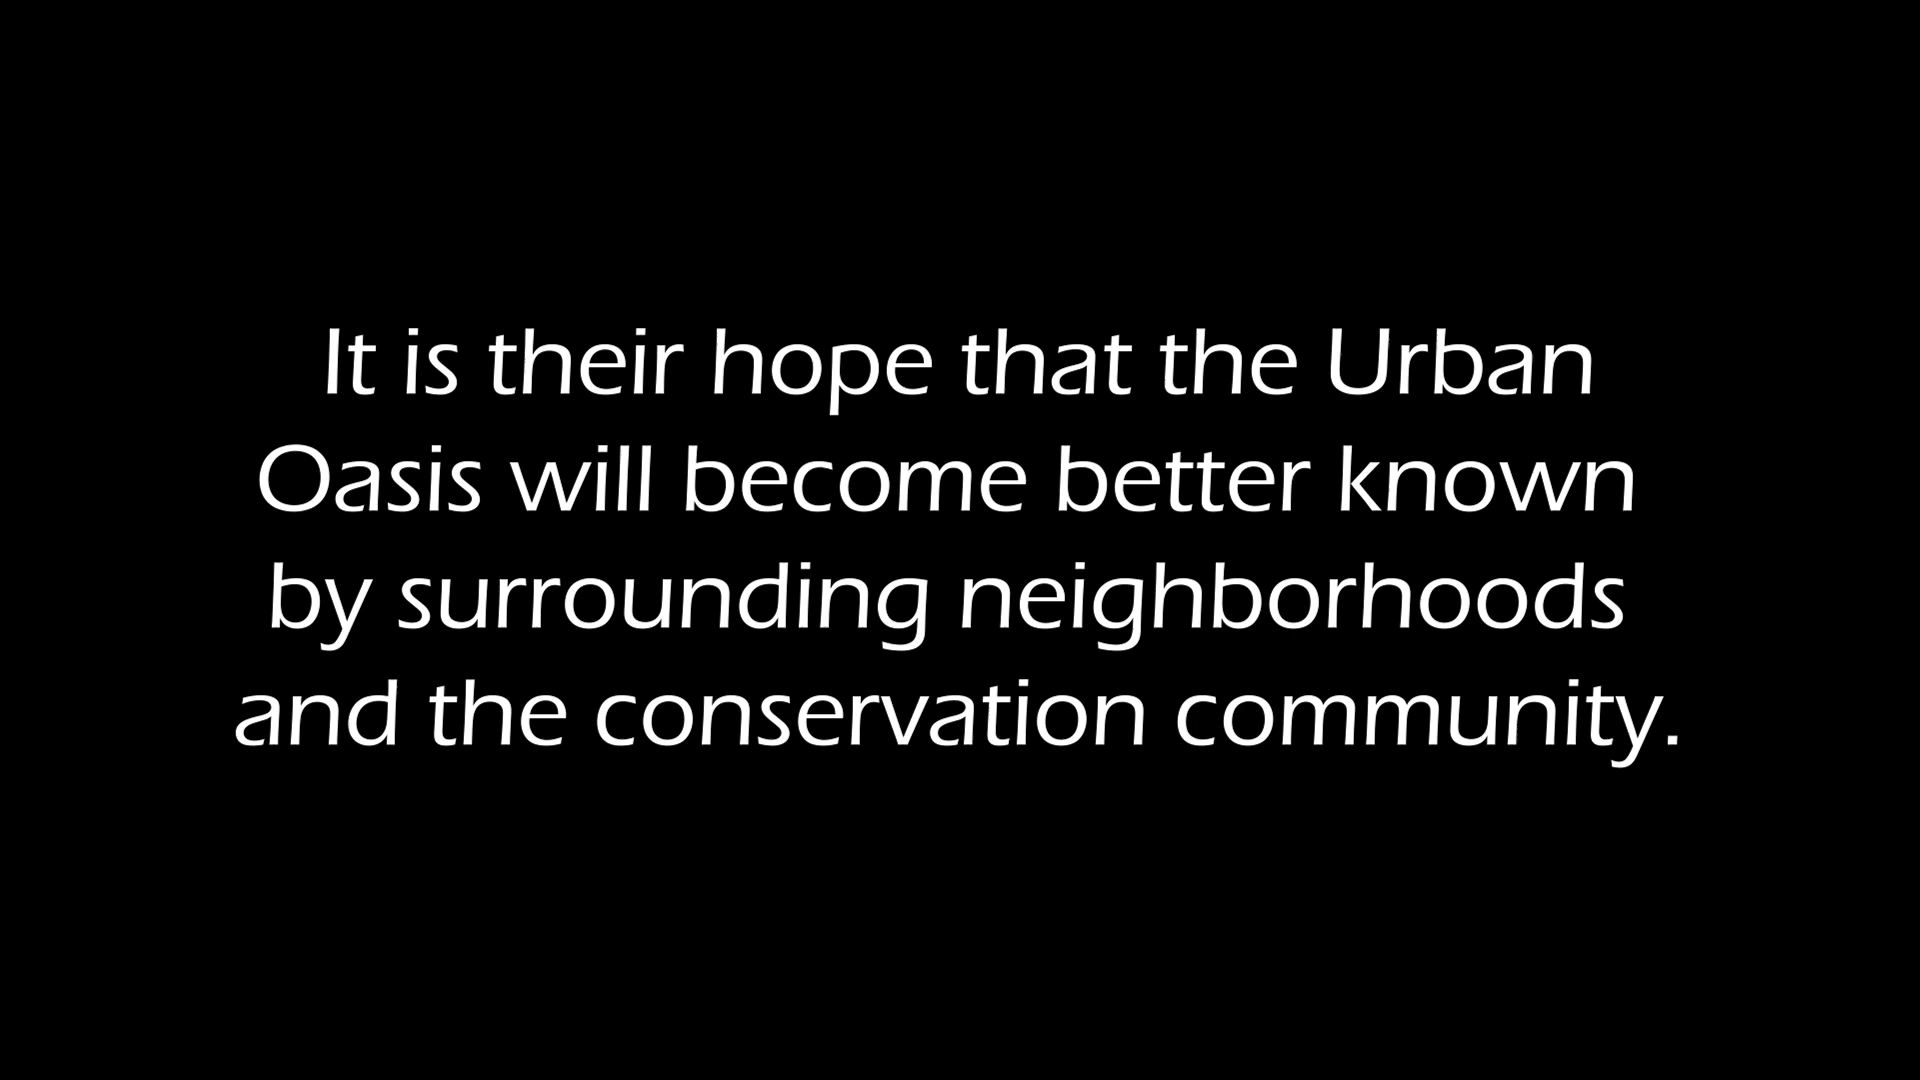 It is their hope that the Urban
Oasis will become better known
by surrounding neighborhoods
and the conservation community.